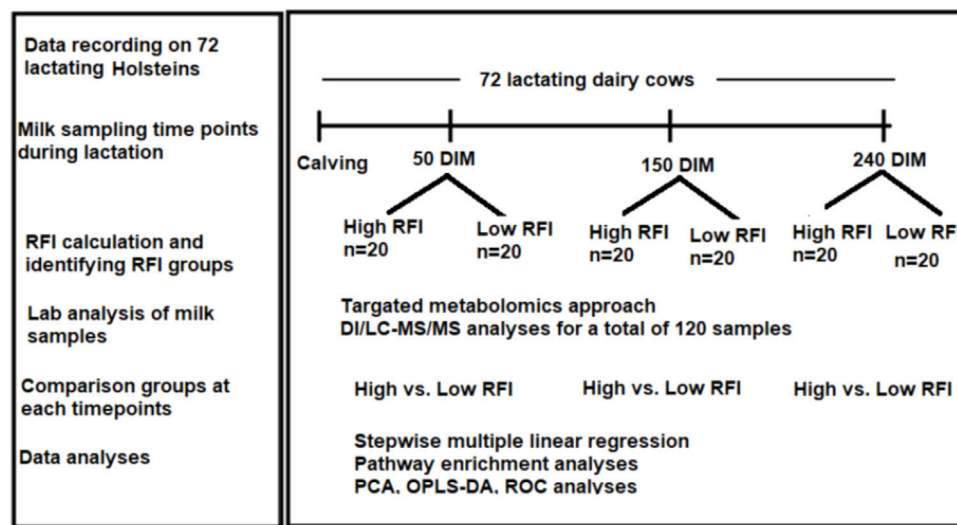 Data recording on 72
lactating Holsteins
Milk sampling time points
during lactation
RFI calculation and
identifying RFI groups
Lab analysis of milk
samples
Comparison groups at
each timepoints
Data analyses
72 lactating dairy cows
Calving
50 DIM
150 DIM
240 DIM
High RFI
n=20
Low RFI
n=20
High RFI
n=20
Low RFI
n=20
High RFI
n=20
Low RF
n=20
Targeted metabolomics approach
DI/LC-MS/MS analyses for a total of 120 samples
High vs. Low RFI
High vs. Low RFI
High vs. Low RFI
Stepwise multiple linear regression
Pathway enrichment analyses
PCA, OPLS-DA, ROC analyses